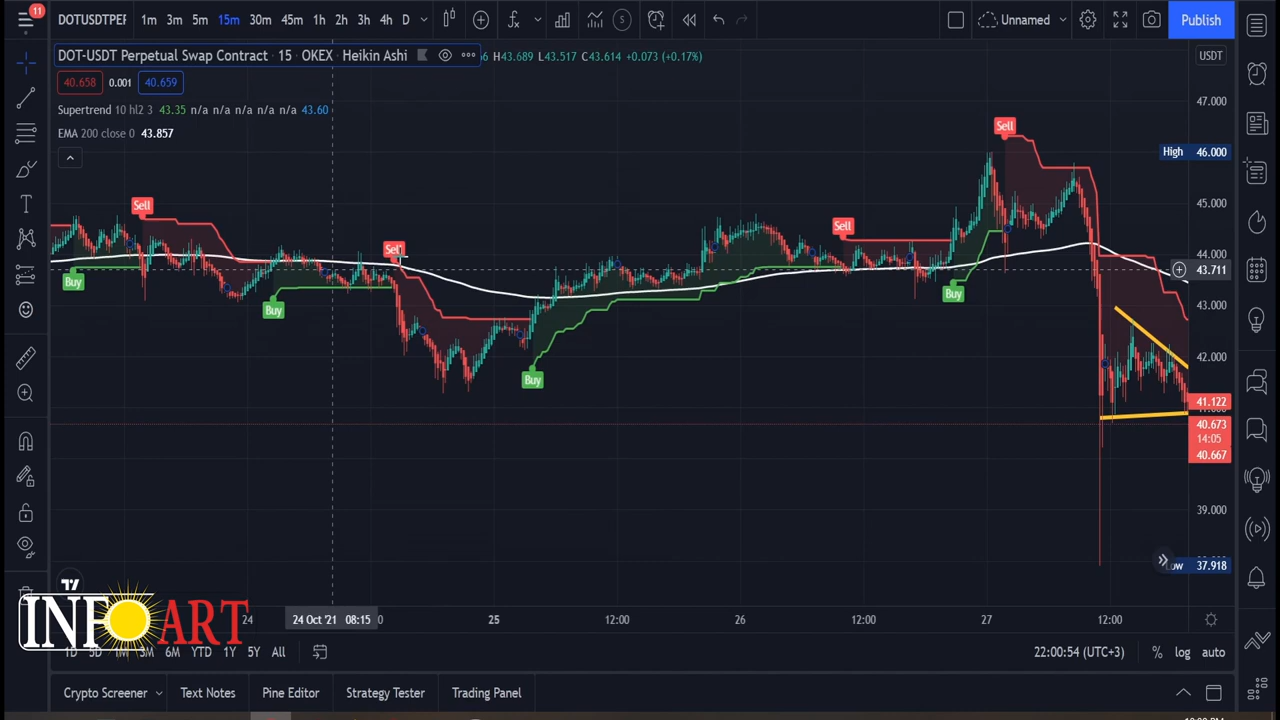 11
DOTUSDTPER
1m 3m 5m 15m 30m 45m 1h 2h 3h 4h D
Unnamed
Publish
DOT-USDT Perpetual Swap Contract · 15 · OKEX · Heikin Ashi
6 H43.689 L43.517 C43.614 +0.073 (+0.17%)
USDT
40.658 0.001 40.659
Supertrend 10 hl2 3 43.35 n/a n/a n/a n/a n/a 43.60
EMA 200 close 0 43.857
47.000
Sell
High 46.000
Sell
45.000
Sell
Sell
44.000
43.711
Buy
Buy
Buy
43.000
42.000
Buy
41.122
40.673
14:05
40.667
39.000
Low 37.918
INFO ART
24
24 Oct '21 08:15
25
12:00
26
12:00
27
12:00
1D 5D 1M 3M 6M YTD 1Y 5Y All
22:00:54 (UTC+3)
% log auto
Crypto Screener
Text Notes
Pine Editor
Strategy Tester
Trading Panel